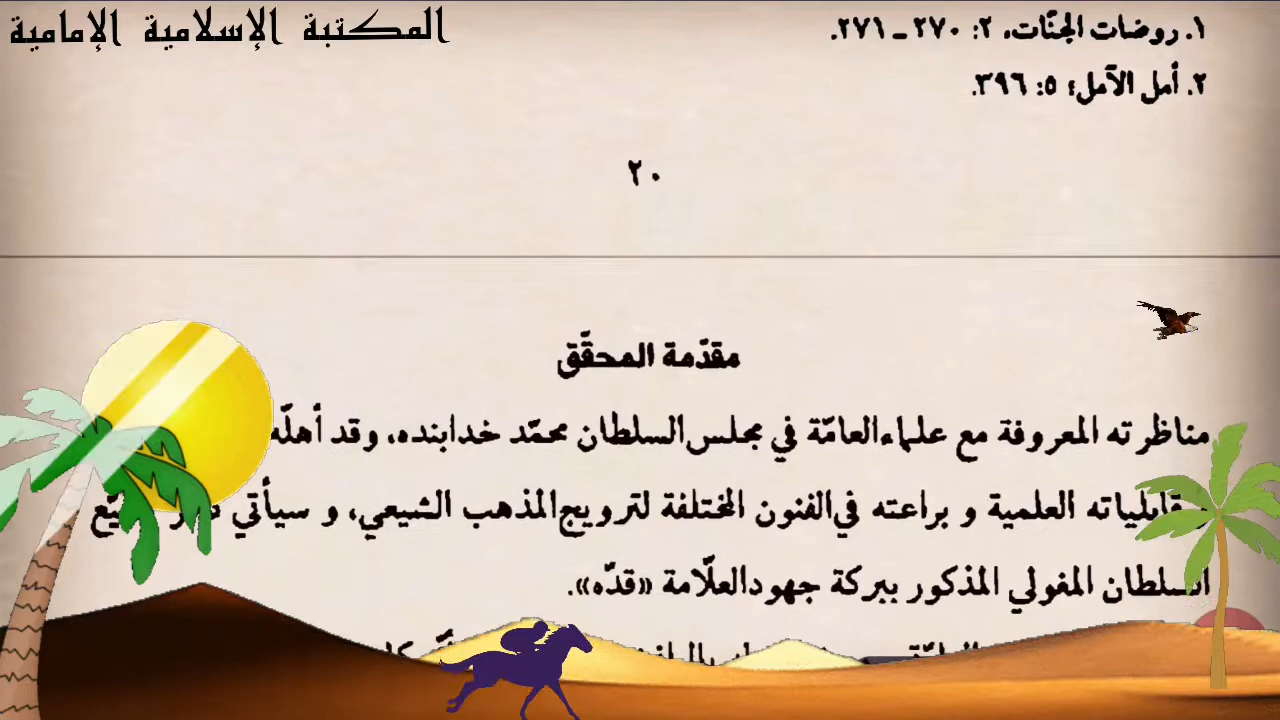 المكتبة الإسلامية الإمامية
١. روضات الجنّات، ٢: ٢٧٠ ـ ٢٧١.
٢. أمل الآمل؛ ٥: ٣٩٦.
٢٠
مقدّمة المحقّق
مناظرته المعروفة مع علماء العامّة في مجلس السلطان محمّد خدابنده، وقد أهلّه
قابلياته العلمية و براعته في الفنون المختلفة لترويج المذهب الشيعي، و سيأتي
السلطان المغولي المذكور ببركة جهود العلّامة «قدّه».